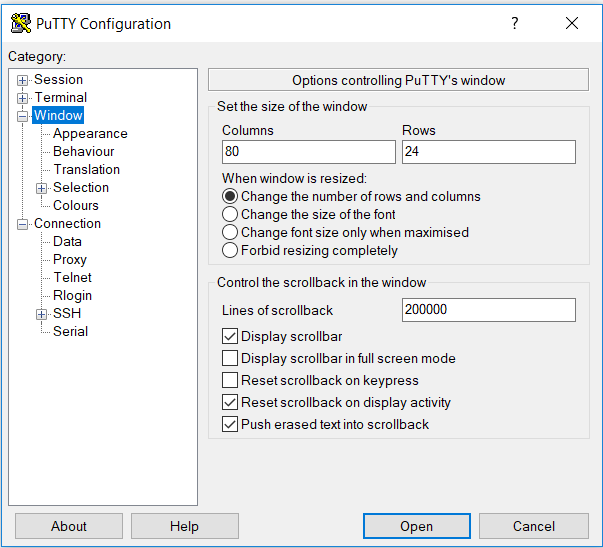 PuTTY Configuration
?
Category:
Session
Terminal
Window
Appearance
Behaviour
Translation
Selection
Colours
Connection
Data
Proxy
Telnet
Rlogin
SSH
Serial
Options controlling PuTTY's window
Set the size of the window
Columns Rows
80 24
When window is resized:
Change the number of rows and columns
Change the size of the font
Change font size only when maximised
Forbid resizing completely
Control the scrollback in the window
Lines of scrollback 200000
Display scrollbar
Display scrollbar in full screen mode
Reset scrollback on keypress
Reset scrollback on display activity
Push erased text into scrollback
About Help Open Cancel